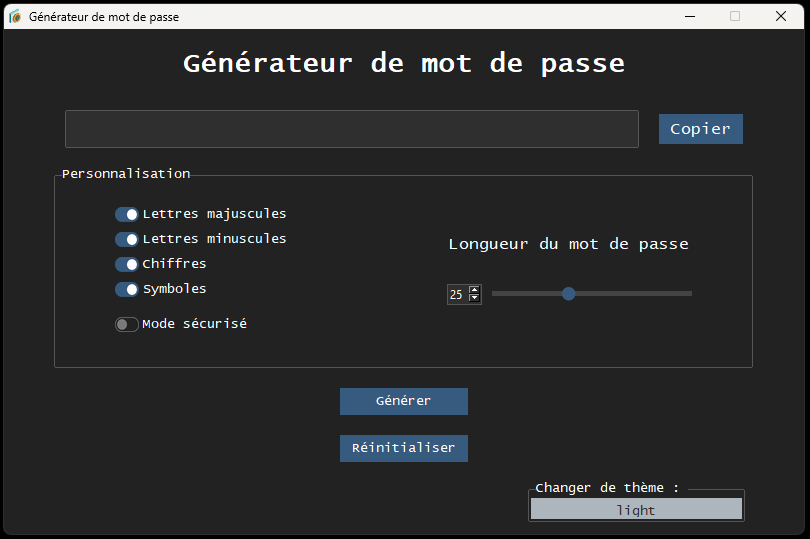 Générateur de mot de passe
Générateur de mot de passe
Copier
Personnalisation
Lettres majuscules
Lettres minuscules
Chiffres
Symboles
Mode sécurisé
Longueur du mot de passe
25
Générer
Réinitialiser
Changer de thème :
light